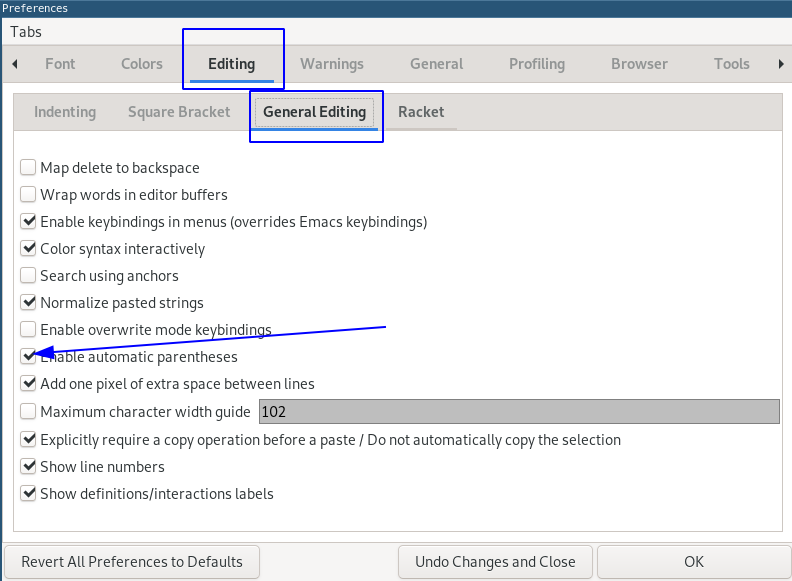 Preferences
Tabs
Font Colors Editing Warnings General Profiling Browser Tools
Indenting Square Bracket General Editing Racket
Map delete to backspace
Wrap words in editor buffers
Enable keybindings in menus (overrides Emacs keybindings)
Color syntax interactively
Search using anchors
Normalize pasted strings
Enable overwrite mode keybindings
Enable automatic parentheses
Add one pixel of extra space between lines
Maximum character width guide 102
Explicitly require a copy operation before a paste / Do not automatically copy the selection
Show line numbers
Show definitions/interactions labels
Revert All Preferences to Defaults Undo Changes and Close OK